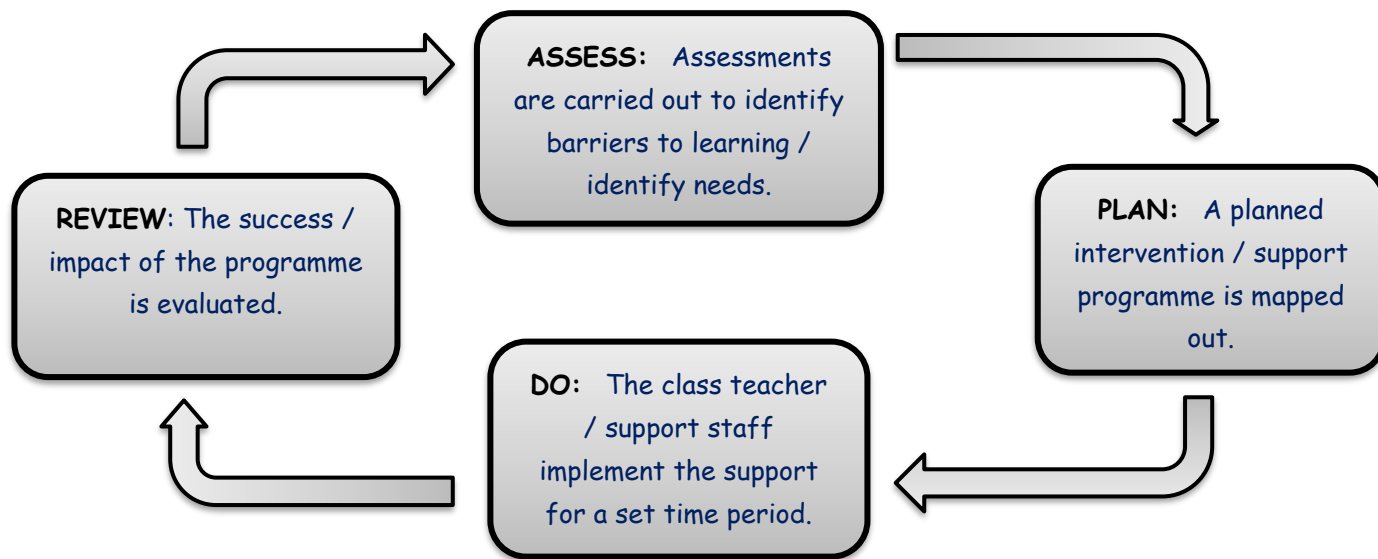 ASSESS: Assessments
are carried out to identify
barriers to learning /
identify needs.
PLAN: A planned
intervention / support
programme is mapped
out.
DO: The class teacher
/ support staff
implement the support
for a set time period.
REVIEW: The success /
impact of the programme
is evaluated.